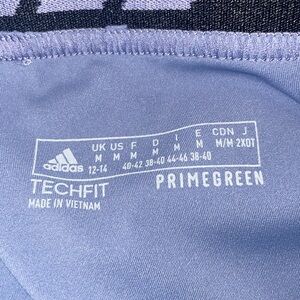 UK US F D I E CDN J
M M M M M M M/M 2XOT
adidas 12-14 40-42 38-40 44-46 38-40
TECHFIT PRIMEGREEN
MADE IN VIETNAM